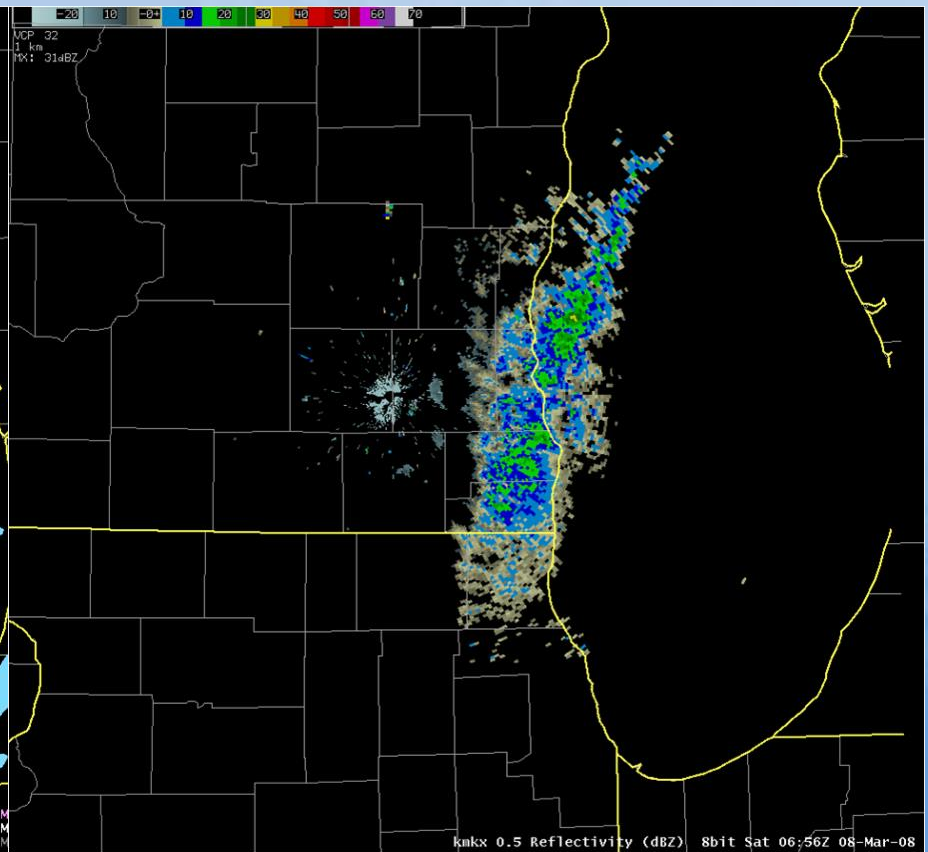 -20 10 -0+ 10 20 30 40 50 60 70
VCP 32
1 km
MX: 31dBZ
M
M
M
kmkx 0.5 Reflectivity (dBZ) 8bit Sat 06:56Z 08-Mar-08